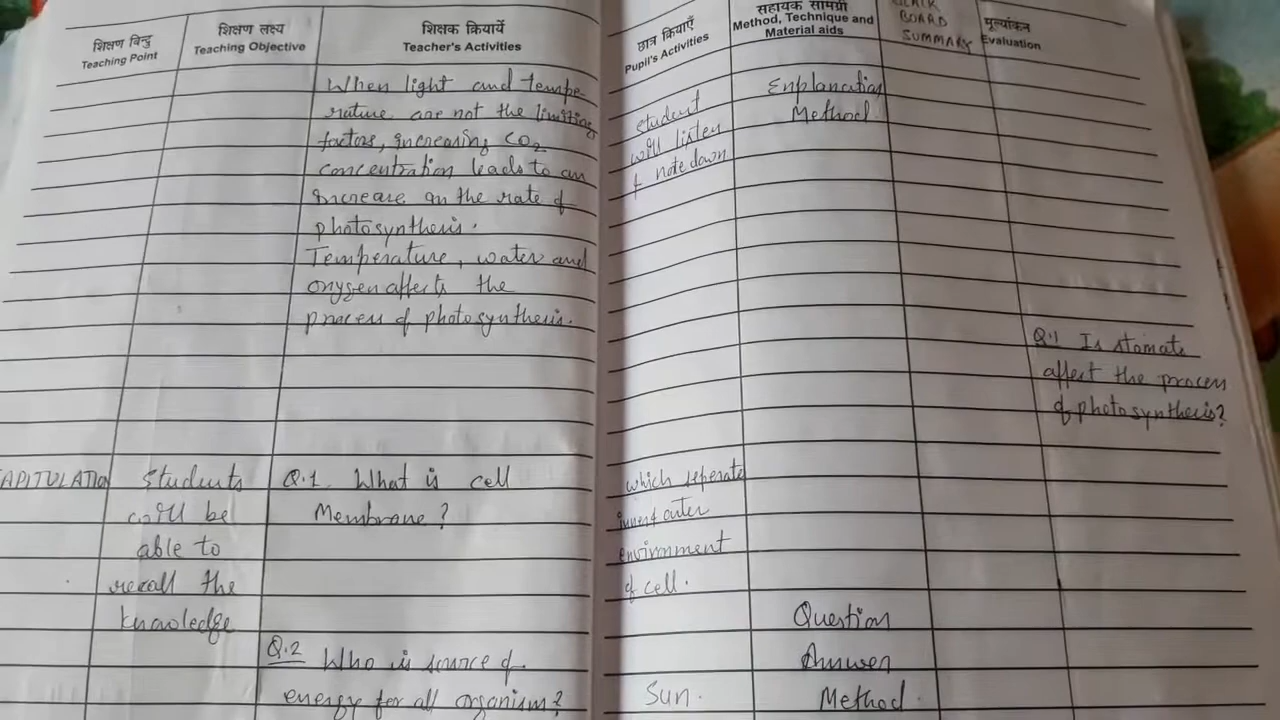 शिक्षण बिन्दु
Teaching Point
शिक्षण लक्ष्य
Teaching Objective
शिक्षक क्रियायें
Teacher's Activities
छात्र क्रियाएँ
Pupil's Activities
सहायक सामग्री
Method, Technique and
Material aids
BOARD
SUMMARY
मूल्यांकन
Evaluation
When light and tempe
rature are not the limiting
factors, increasing CO2
concentration leads to an
increase in the rate of
photosynthesis.
Temperature, water and
oxygen affects the
process of photosynthesis.
student
will listen
& note down
Explanation
Method
Q.1 Is stomata
affect the process
of photosynthesis?
CAPITULATION
Students
will be
able to
recall the
knowledge
Q.1 What is cell
Membrane?
which seperate
inner & outer
environment
of cell.
Q.2 Who is source of
energy for all organism?
Sun.
Question
Answer
Method